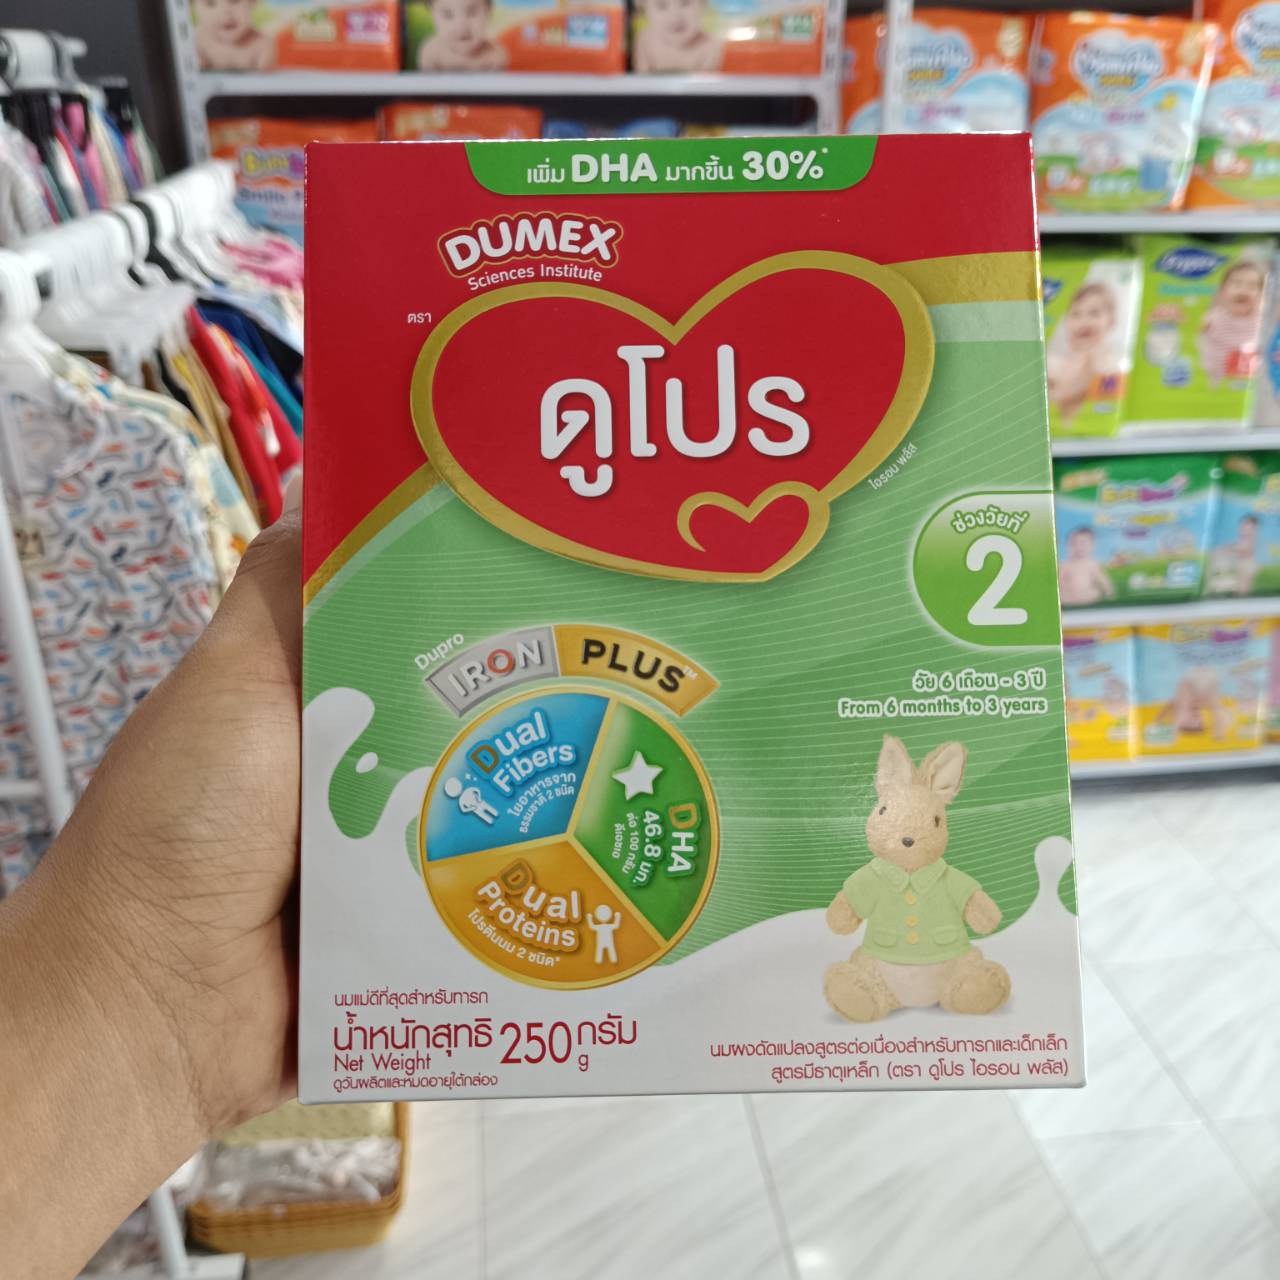 เพิ่ม DHA มากขึ้น 30%*
DUMEX
Sciences Institute
ตรา
ดูโปร
ไอรอน พลัส
ช่วงวัยที่
2
วัย 6 เดือน - 3 ปี
From 6 months to 3 years
Dupro
IRON PLUS™
Dual
Fibers
ใยอาหารจาก
ธรรมชาติ 2 ชนิด
DHA
46.8 มก.
ต่อ 100 กรัม
ดีเอชเอ
Dual
Proteins
โปรตีนนม 2 ชนิด*
นมแม่ดีที่สุดสำหรับทารก
น้ำหนักสุทธิ 250 กรัม
Net Weight g
ดูวันผลิตและหมดอายุใต้กล่อง
นมผงดัดแปลงสูตรต่อเนื่องสำหรับทารกและเด็กเล็ก
สูตรมีธาตุเหล็ก (ตรา ดูโปร ไอรอน พลัส)